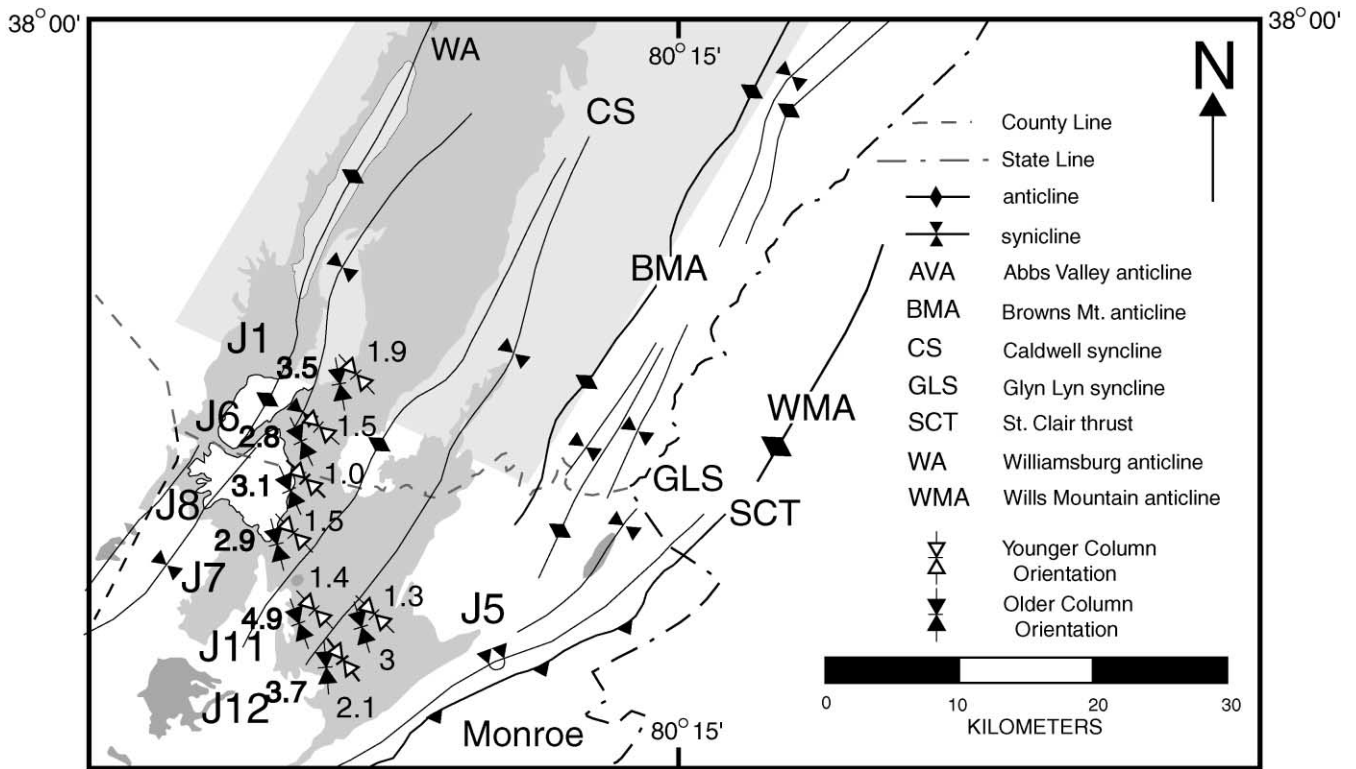 38°00'
38°00'
WA
80°15'
CS
N
County Line
State Line
anticline
synicline
BMA
AVA Abbs Valley anticline
BMA Browns Mt. anticline
CS Caldwell syncline
GLS Glyn Lyn syncline
SCT St. Clair thrust
WA Williamsburg anticline
WMA Wills Mountain anticline
Younger Column
Orientation
Older Column
Orientation
J1
3.5
1.9
J6
2.8
1.5
WMA
J8
3.1
1.0
GLS
SCT
2.9
1.5
J7
1.4
1.3
4.9
J5
J11
3
3.7
J12
2.1
Monroe
80°15'
0 10 20 30
KILOMETERS